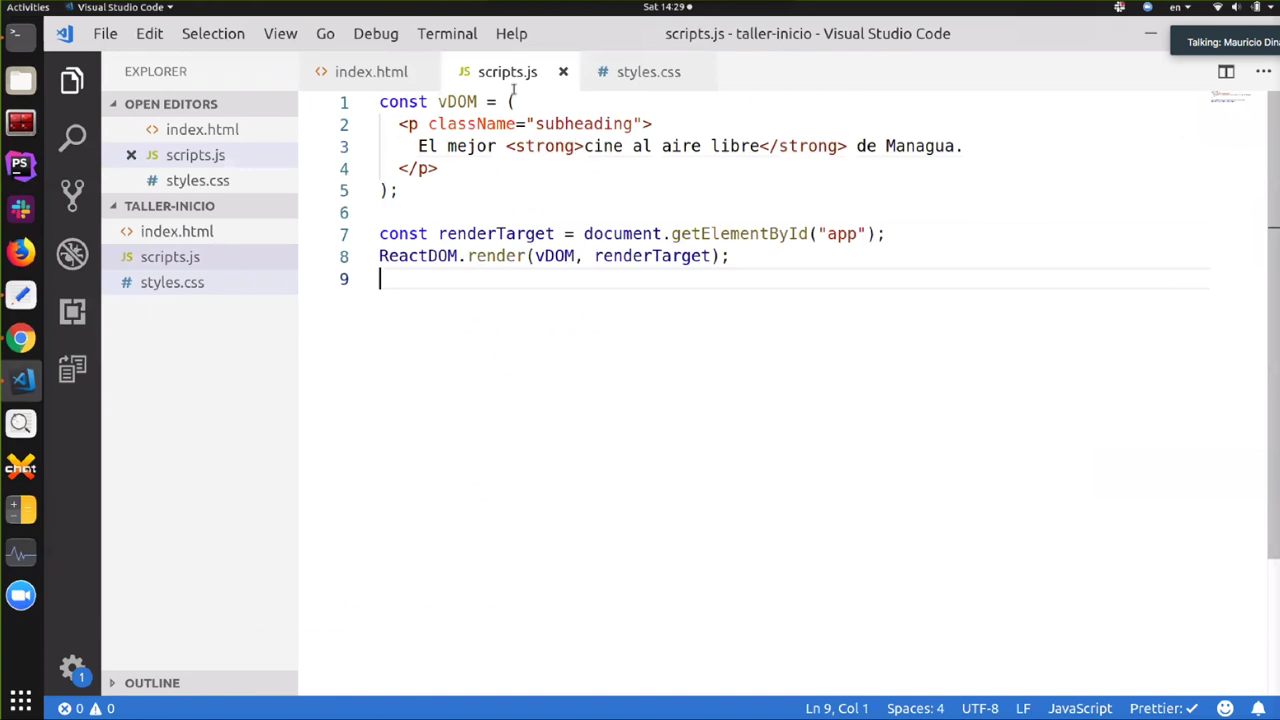 Activities Visual Studio Code Sat 14:29 en
File Edit Selection View Go Debug Terminal Help scripts.js - taller-inicio - Visual Studio Code
Talking: Mauricio Dina
EXPLORER
OPEN EDITORS
index.html
scripts.js
styles.css
TALLER-INICIO
index.html
scripts.js
styles.css
OUTLINE
index.html JS scripts.js # styles.css
1 const vDOM = (
2 <p className="subheading">
3 El mejor <strong>cine al aire libre</strong> de Managua.
4 </p>
5 );
6
7 const renderTarget = document.getElementById("app");
8 ReactDOM.render(vDOM, renderTarget);
9
0 0 Ln 9, Col 1 Spaces: 4 UTF-8 LF JavaScript Prettier: ✓